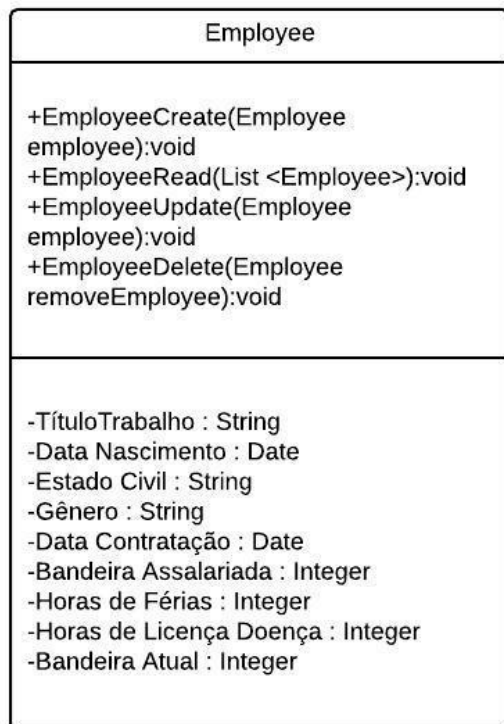 Employee
+EmployeeCreate(Employee
employee):void
+EmployeeRead(List <Employee>):void
+EmployeeUpdate(Employee
employee):void
+EmployeeDelete(Employee
removeEmployee):void
-TítuloTrabalho : String
-Data Nascimento : Date
-Estado Civil : String
-Gênero : String
-Data Contratação : Date
-Bandeira Assalariada : Integer
-Horas de Férias : Integer
-Horas de Licença Doença : Integer
-Bandeira Atual : Integer